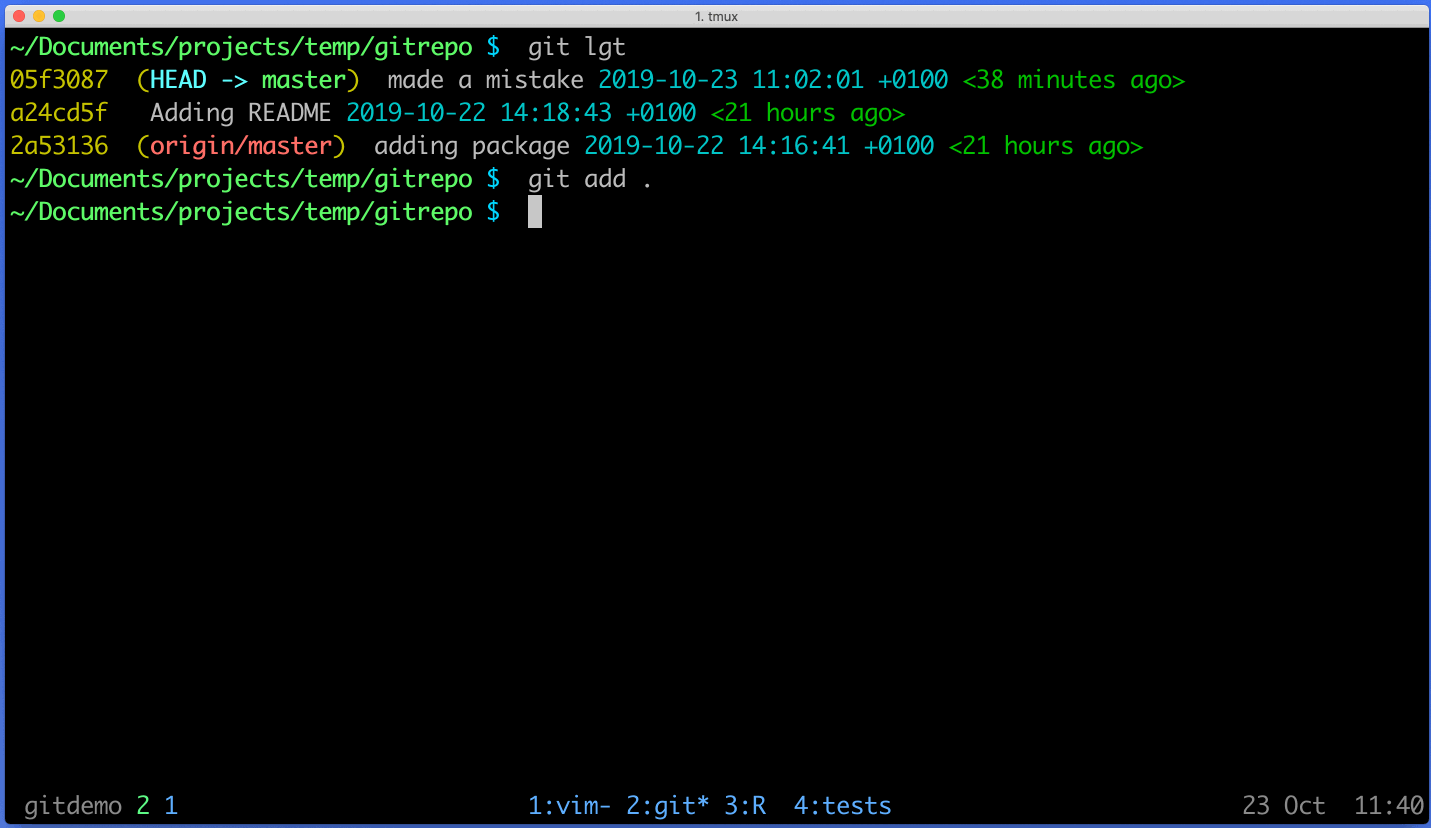 1. tmux
~/Documents/projects/temp/gitrepo $  git lgt
05f3087  (HEAD -> master)  made a mistake 2019-10-23 11:02:01 +0100 <38 minutes ago>
a24cd5f   Adding README 2019-10-22 14:18:43 +0100 <21 hours ago>
2a53136  (origin/master)  adding package 2019-10-22 14:16:41 +0100 <21 hours ago>
~/Documents/projects/temp/gitrepo $  git add .
~/Documents/projects/temp/gitrepo $
gitdemo 2 1 1:vim- 2:git* 3:R  4:tests 23 Oct  11:40